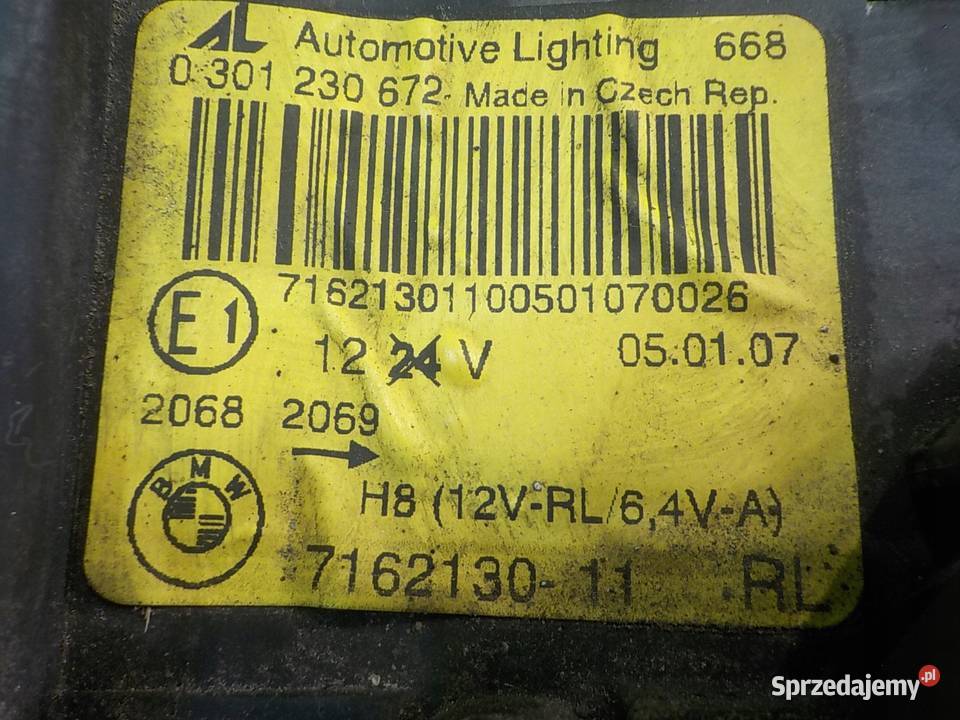 AL Automotive Lighting 668
0 301 230 672 Made in Czech Rep.
71621301100501070026
E1
12 24 V 05.01.07
2068 2069
BMW
H8 (12V-RL/6,4V-A)
7162130-11 RL
Sprzedajemy.pl